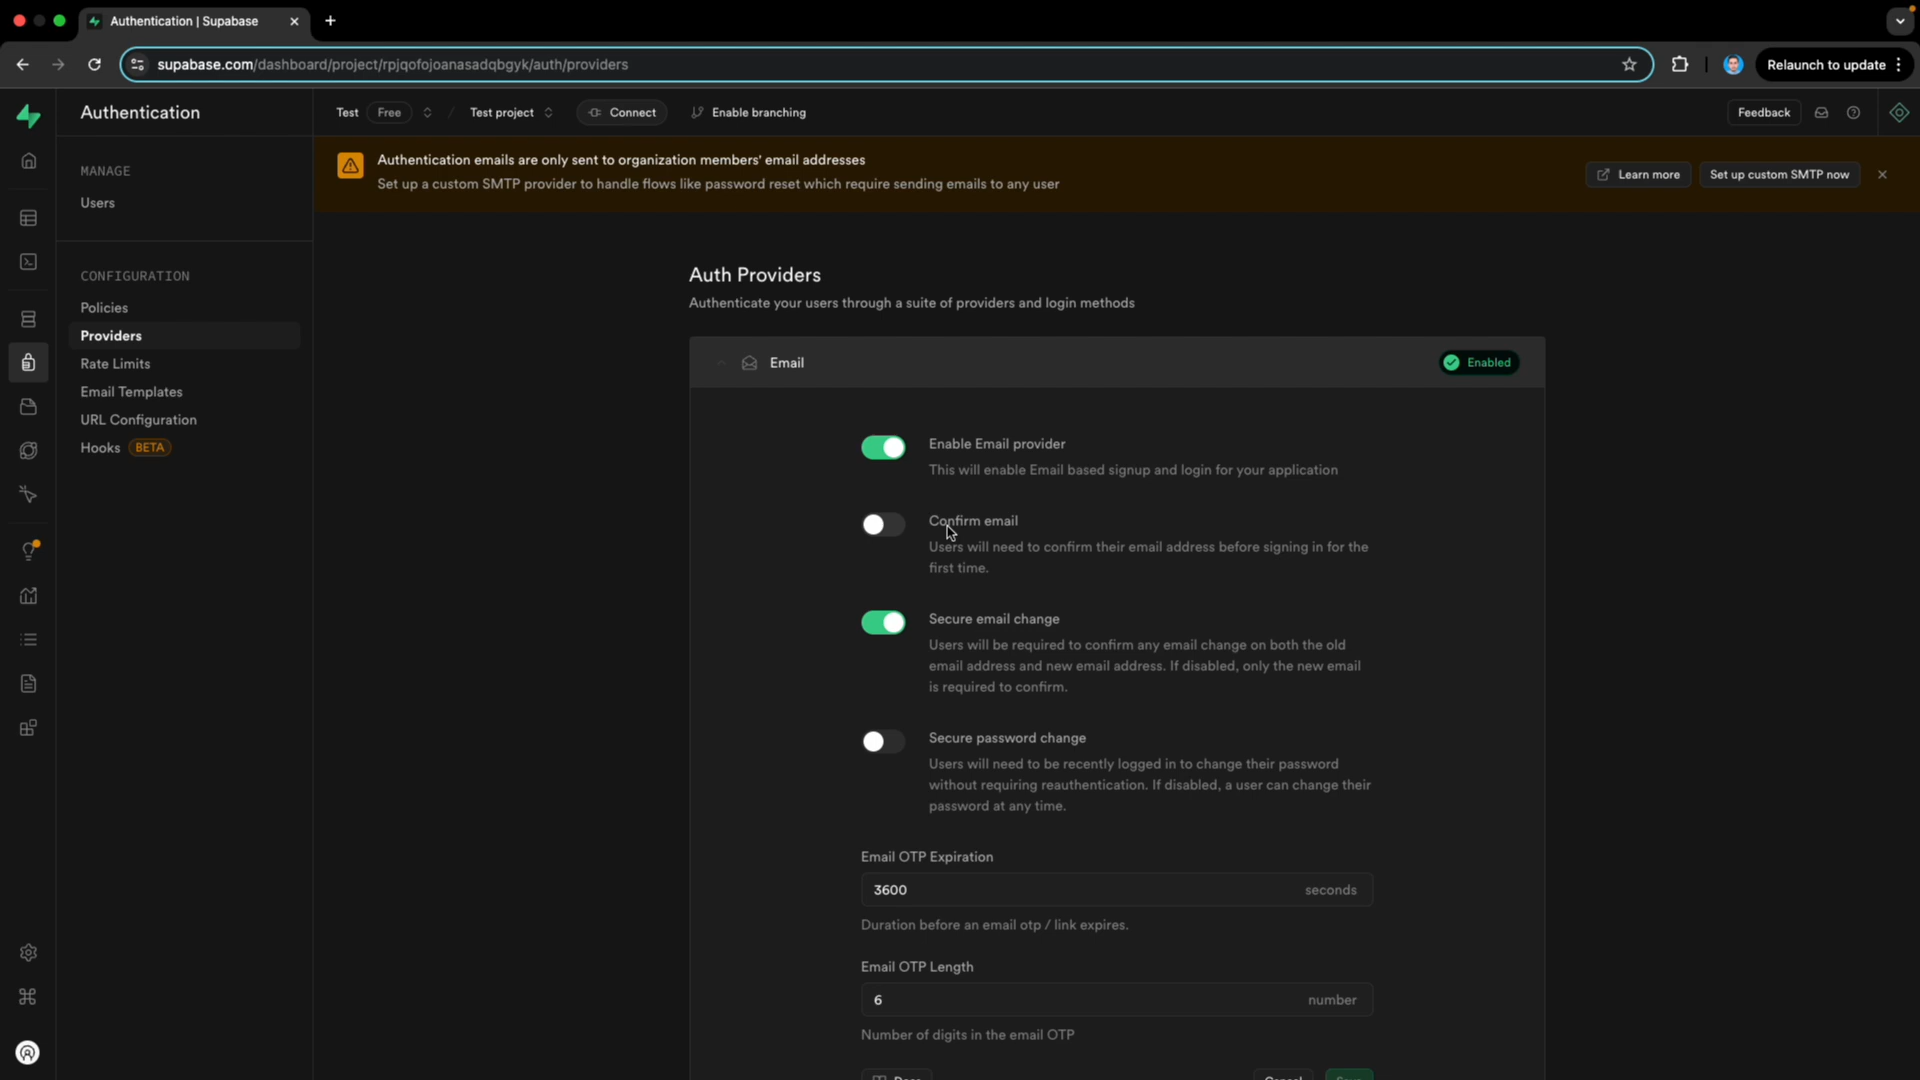 Authentication | Supabase
supabase.com/dashboard/project/rpjqofojoanasadqbgyk/auth/providers
Relaunch to update
Authentication
Test Free / Test project Connect Enable branching
Feedback
Authentication emails are only sent to organization members' email addresses
Set up a custom SMTP provider to handle flows like password reset which require sending emails to any user
Learn more
Set up custom SMTP now
MANAGE
Users
CONFIGURATION
Policies
Providers
Rate Limits
Email Templates
URL Configuration
Hooks BETA
Auth Providers
Authenticate your users through a suite of providers and login methods
Email
Enabled
Enable Email provider
This will enable Email based signup and login for your application
Confirm email
Users will need to confirm their email address before signing in for the
first time.
Secure email change
Users will be required to confirm any email change on both the old
email address and new email address. If disabled, only the new email
is required to confirm.
Secure password change
Users will need to be recently logged in to change their password
without requiring reauthentication. If disabled, a user can change their
password at any time.
Email OTP Expiration
3600 seconds
Duration before an email otp / link expires.
Email OTP Length
6 number
Number of digits in the email OTP